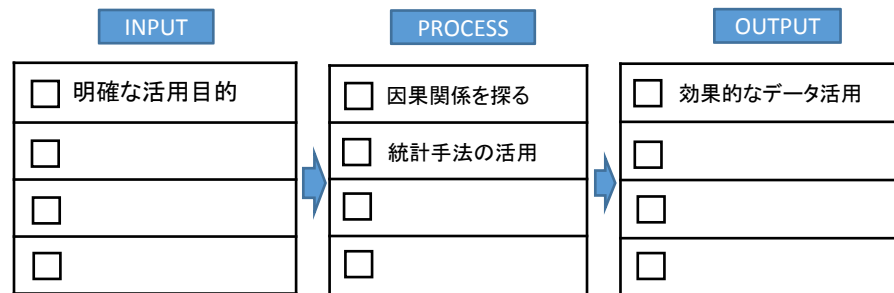 INPUT
PROCESS
OUTPUT
明確な活用目的
因果関係を探る
効果的なデータ活用
統計手法の活用